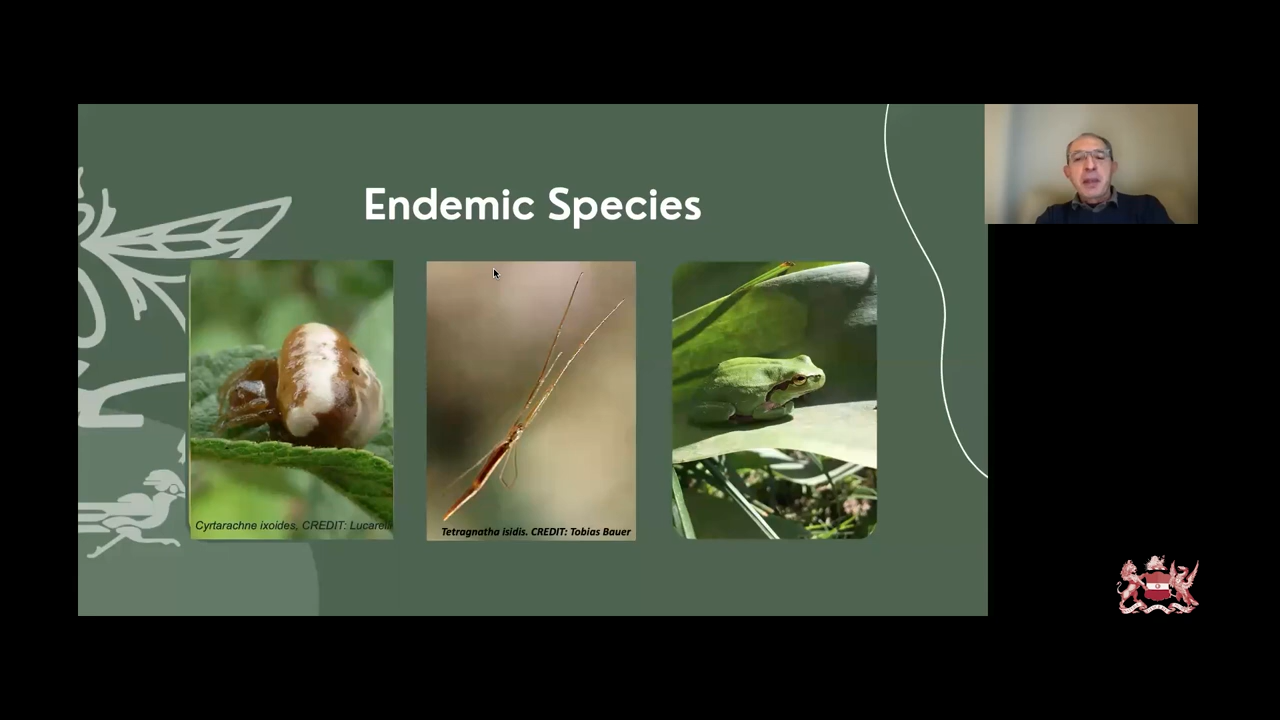 Endemic Species
Cyrtarachne ixoides, CREDIT: Lucarelli
Tetragnatha isidis. CREDIT: Tobias Bauer